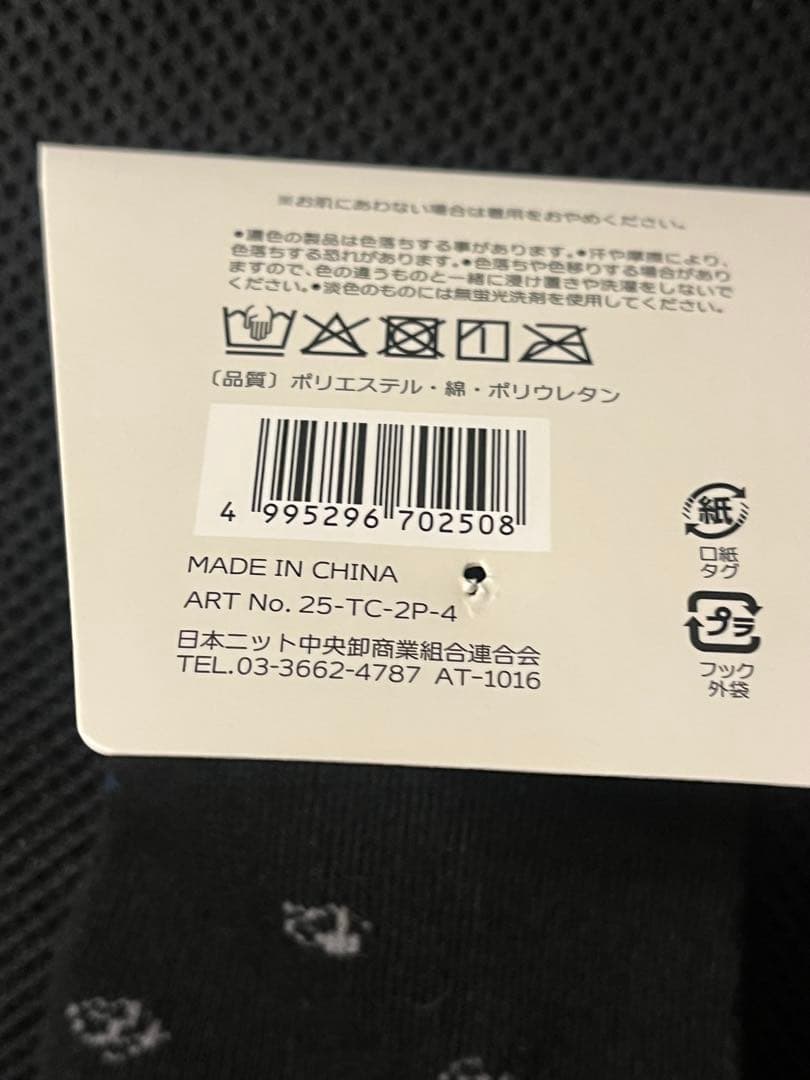 ※お肌にあわない場合は着用をおやめください。
●濃色の製品は色落ちする事があります。●汗や摩擦により、
色落ちする恐れがあります。●色落ちや色移りする場合があり
ますので、色の違うものと一緒に浸け置きや洗濯をしないで
ください。●淡色のものには無蛍光洗剤を使用してください。
〔品質〕ポリエステル・綿・ポリウレタン
4 995296 702508
MADE IN CHINA
ART No. 25-TC-2P-4
日本ニット中央卸商業組合連合会
TEL.03-3662-4787 AT-1016
紙
口紙
タグ
プラ
フック
外袋